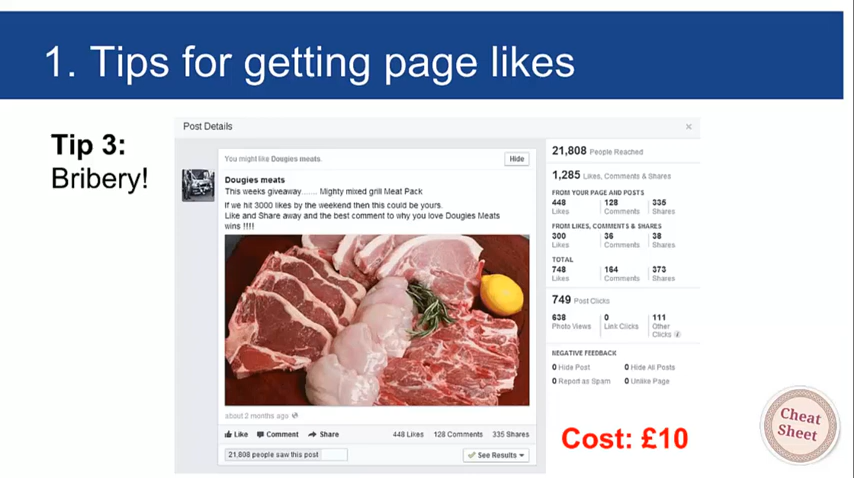 1. Tips for getting page likes
Tip 3:
Bribery!
Post Details
You might like Dougies meats.
Hide
Dougies meats
This weeks giveaway....... Mighty mixed grill Meat Pack
If we hit 3000 likes by the weekend then this could be yours.
Like and Share away and the best comment to why you love Dougies Meats
wins !!!!
about 2 months ago
Like Comment Share
448 Likes 128 Comments 335 Shares
21,808 people saw this post
See Results
21,808 People Reached
1,285 Likes, Comments & Shares
FROM YOUR PAGE AND POSTS
448 128 335
Likes Comments Shares
FROM LIKES, COMMENTS & SHARES
300 36 38
Likes Comments Shares
TOTAL
748 164 373
Likes Comments Shares
749 Post Clicks
638 0 111
Photo Views Link Clicks Other
Clicks
NEGATIVE FEEDBACK
0 Hide Post 0 Hide All Posts
0 Report as Spam 0 Unlike Page
Cost: £10
Cheat
Sheet